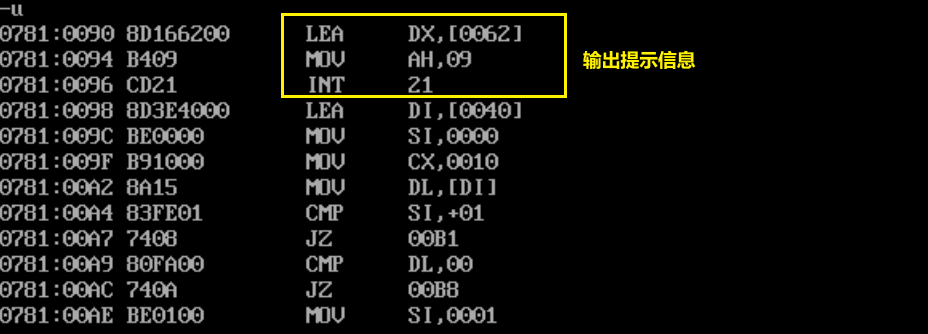 -u
0781:0090 8D166200 LEA DX,[0062]
0781:0094 B409 MOV AH,09
输出提示信息
0781:0096 CD21 INT 21
0781:0098 8D3E4000 LEA DI,[0040]
0781:009C BE0000 MOV SI,0000
0781:009F B91000 MOV CX,0010
0781:00A2 8A15 MOV DL,[DI]
0781:00A4 83FE01 CMP SI,+01
0781:00A7 7408 JZ 00B1
0781:00A9 80FA00 CMP DL,00
0781:00AC 740A JZ 00B8
0781:00AE BE0100 MOV SI,0001